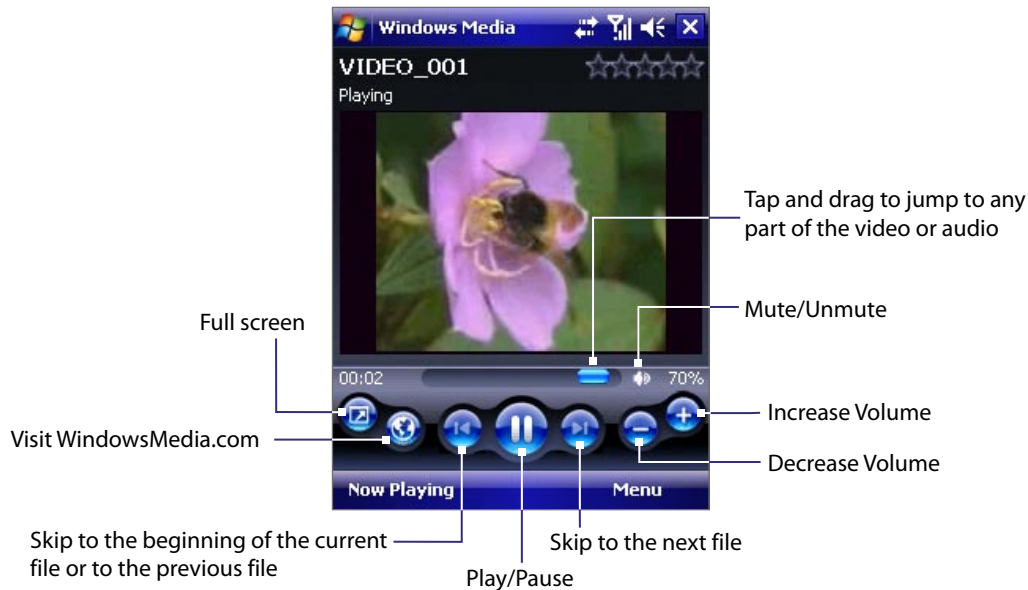 Windows Media
VIDEO_001
Playing
Tap and drag to jump to any
part of the video or audio
Mute/Unmute
Full screen
00:02
70%
Increase Volume
Visit WindowsMedia.com
Decrease Volume
Now Playing
Menu
Skip to the beginning of the current
file or to the previous file
Skip to the next file
Play/Pause